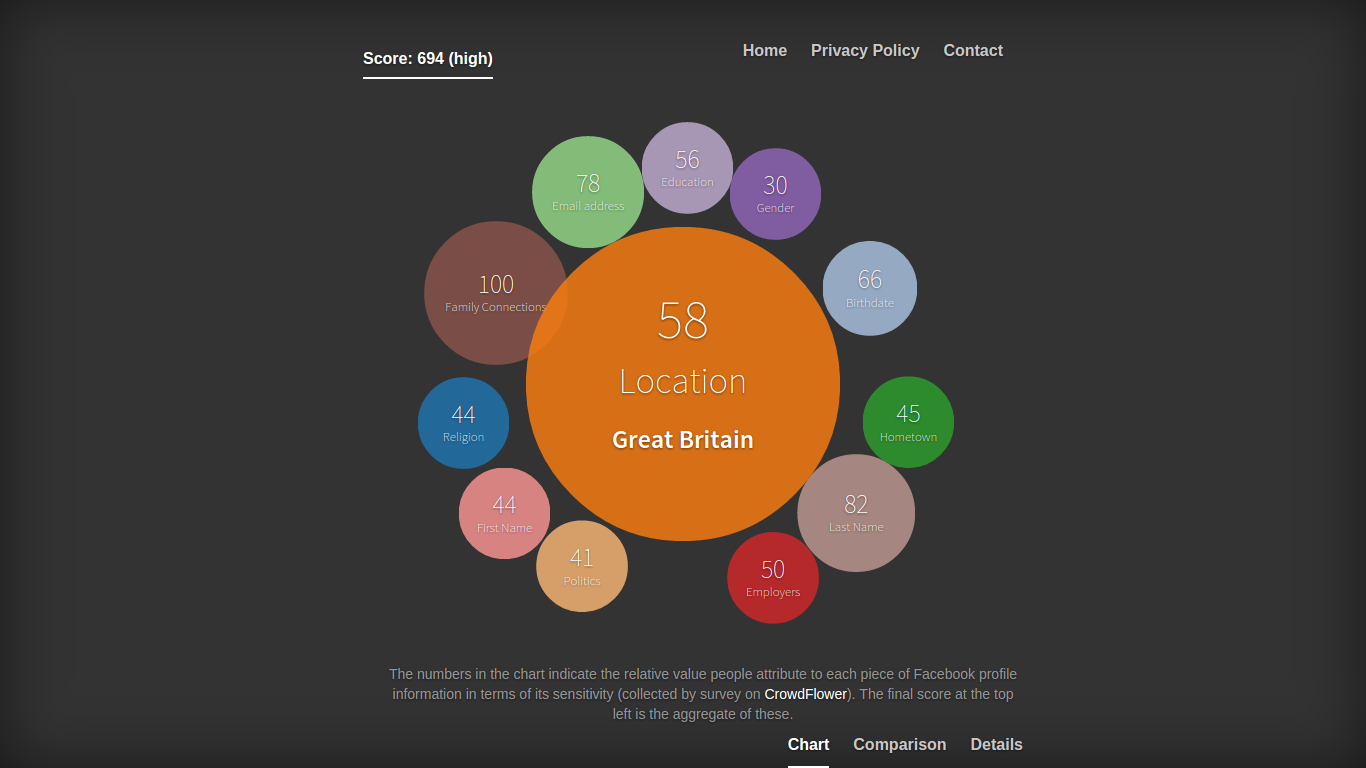 Score: 694 (high)
Home
Privacy Policy
Contact
56
Education
78
Email address
30
Gender
66
Birthdate
100
Family Connections
58
Location
Great Britain
44
Religion
45
Hometown
44
First Name
82
Last Name
41
Politics
50
Employers
The numbers in the chart indicate the relative value people attribute to each piece of Facebook profile
information in terms of its sensitivity (collected by survey on CrowdFlower). The final score at the top
left is the aggregate of these.
Chart
Comparison
Details